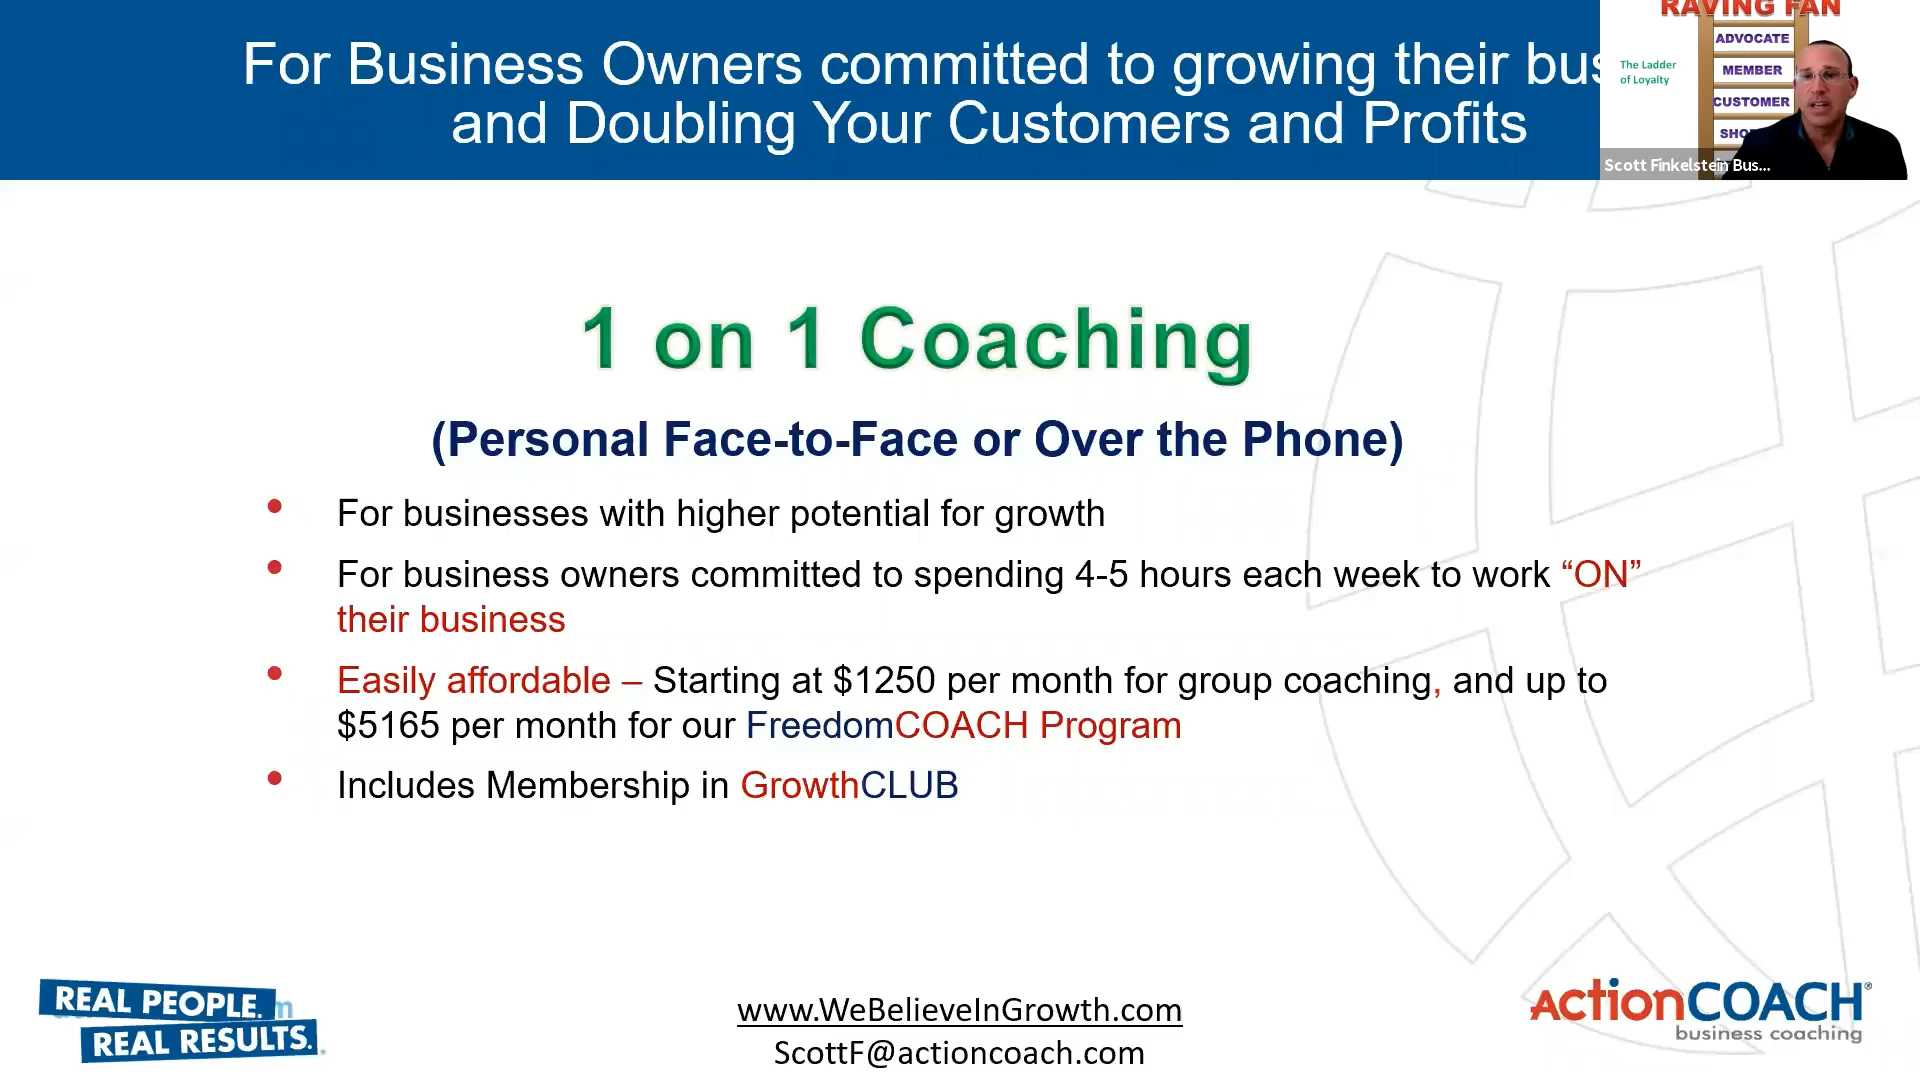 For Business Owners committed to growing their bus
and Doubling Your Customers and Profits
RAVING FAN
ADVOCATE
The Ladder
of Loyalty
MEMBER
CUSTOMER
SHO
Scott Finkelstein Bus...
1 on 1 Coaching
(Personal Face-to-Face or Over the Phone)
• For businesses with higher potential for growth
• For business owners committed to spending 4-5 hours each week to work “ON”
their business
• Easily affordable – Starting at $1250 per month for group coaching, and up to
$5165 per month for our FreedomCOACH Program
• Includes Membership in GrowthCLUB
REAL PEOPLE.
REAL RESULTS.
www.WeBelieveInGrowth.com
ScottF@actioncoach.com
ActionCOACH®
business coaching